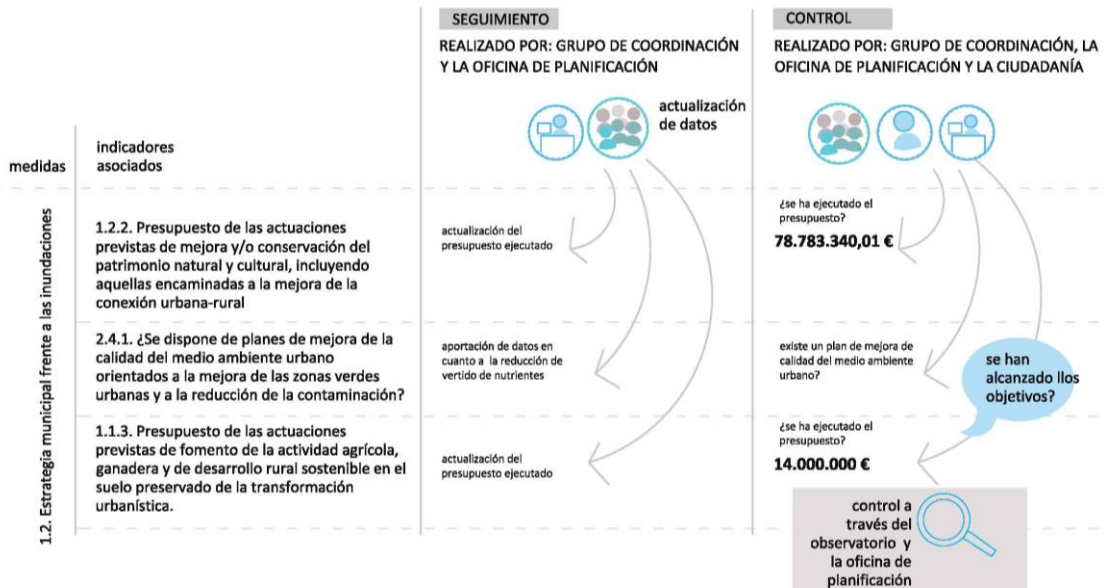 SEGUIMIENTO
REALIZADO POR: GRUPO DE COORDINACIÓN
Y LA OFICINA DE PLANIFICACIÓN
actualización
de datos
CONTROL
REALIZADO POR: GRUPO DE COORDINACIÓN, LA
OFICINA DE PLANIFICACIÓN Y LA CIUDADANÍA
medidas
indicadores
asociados
1.2. Estrategia municipal frente a las inundaciones
1.2.2. Presupuesto de las actuaciones
previstas de mejora y/o conservación del
patrimonio natural y cultural, incluyendo
aquellas encaminadas a la mejora de la
conexión urbana-rural
actualización del
presupuesto ejecutado
¿se ha ejecutado el
presupuesto?
78.783.340,01 €
2.4.1. ¿Se dispone de planes de mejora de la
calidad del medio ambiente urbano
orientados a la mejora de las zonas verdes
urbanas y a la reducción de la contaminación?
aportación de datos en
cuanto a la reducción de
vertido de nutrientes
existe un plan de mejora de
calidad del medio ambiente
urbano?
se han
alcanzado llos
objetivos?
1.1.3. Presupuesto de las actuaciones
previstas de fomento de la actividad agrícola,
ganadera y de desarrollo rural sostenible en el
suelo preservado de la transformación
urbanística.
actualización del
presupuesto ejecutado
¿se ha ejecutado el
presupuesto?
14.000.000 €
control a
través del
observatorio y
la oficina de
planificación